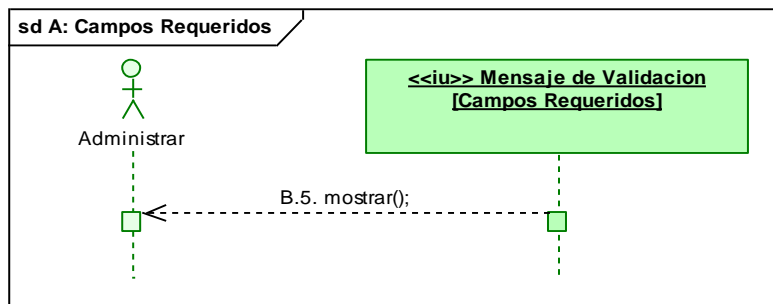 sd A: Campos Requeridos
<<iu>> Mensaje de Validacion
[Campos Requeridos]
Administrar
B.5. mostrar();